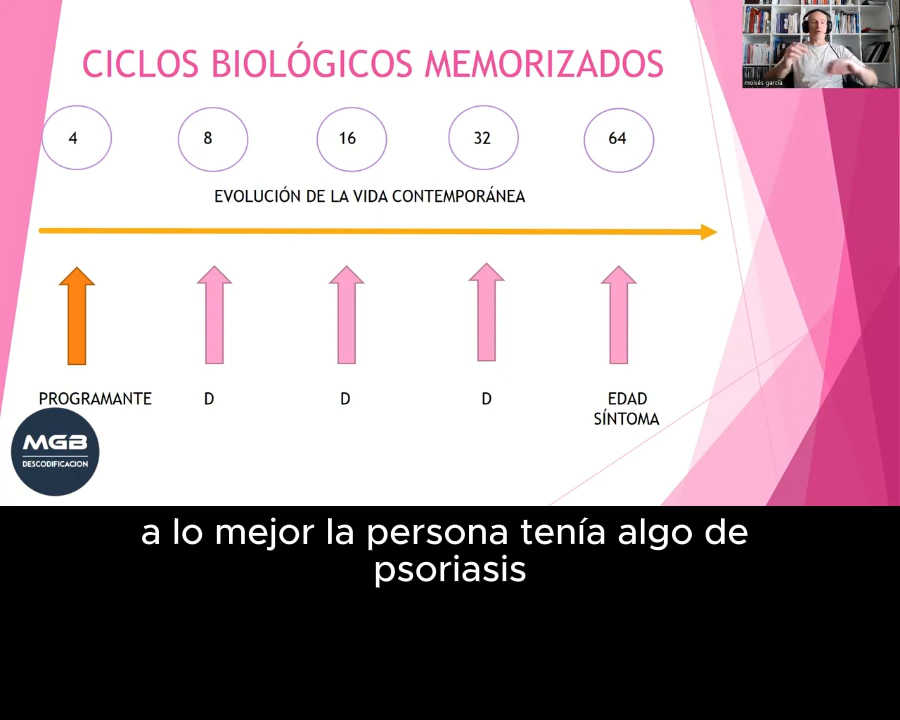 CICLOS BIOLÓGICOS MEMORIZADOS
moisés garcía
4 8 16 32 64
EVOLUCIÓN DE LA VIDA CONTEMPORÁNEA
PROGRAMANTE D D D EDAD
SÍNTOMA
MGB
DESCODIFICACION
a lo mejor la persona tenía algo de
psoriasis